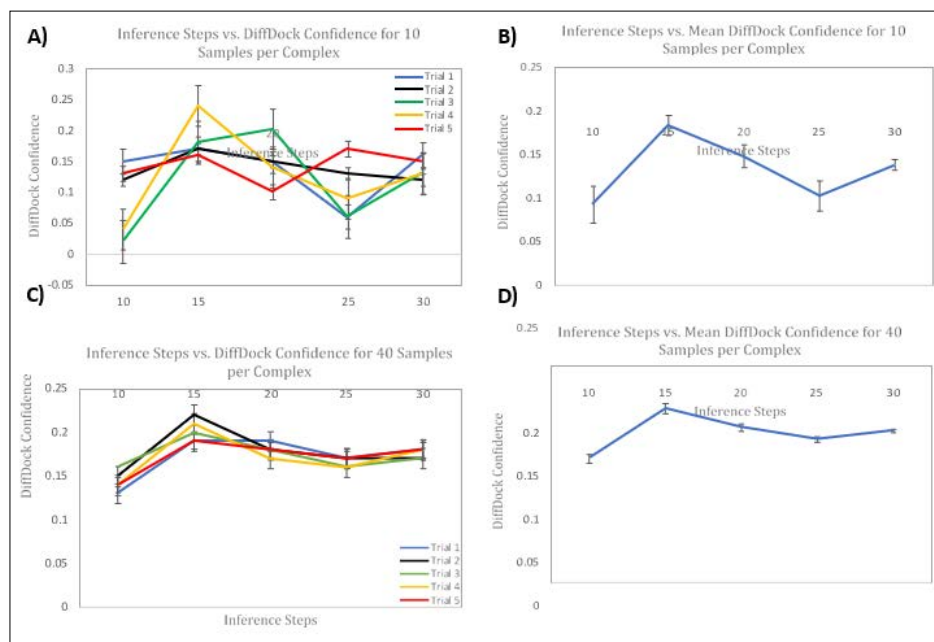 A)
Inference Steps vs. DiffDock Confidence for 10
Samples per Complex
0.3
0.25
0.2
0.15
0.1
0.05
0
-0.05
DiffDock Confidence
20
Inference Steps
10
15
25
30
Trial 1
Trial 2
Trial 3
Trial 4
Trial 5
B)
Inference Steps vs. Mean DiffDock Confidence for 10
Samples per Complex
0.25
0.2
0.15
0.1
0.05
0
DiffDock Confidence
10
15
20
25
30
Inference Steps
C)
Inference Steps vs. DiffDock Confidence for 40 Samples
per Complex
10
15
20
25
30
0.25
0.2
0.15
0.1
0.05
0
DiffDock Confidence
Trial 1
Trial 2
Trial 3
Trial 4
Trial 5
Inference Steps
D)
Inference Steps vs. Mean DiffDock Confidence for 40
Samples per Complex
0.25
0.2
0.15
0.1
0.05
0
DiffDock Confidence
10
15
20
25
30
Inference Steps